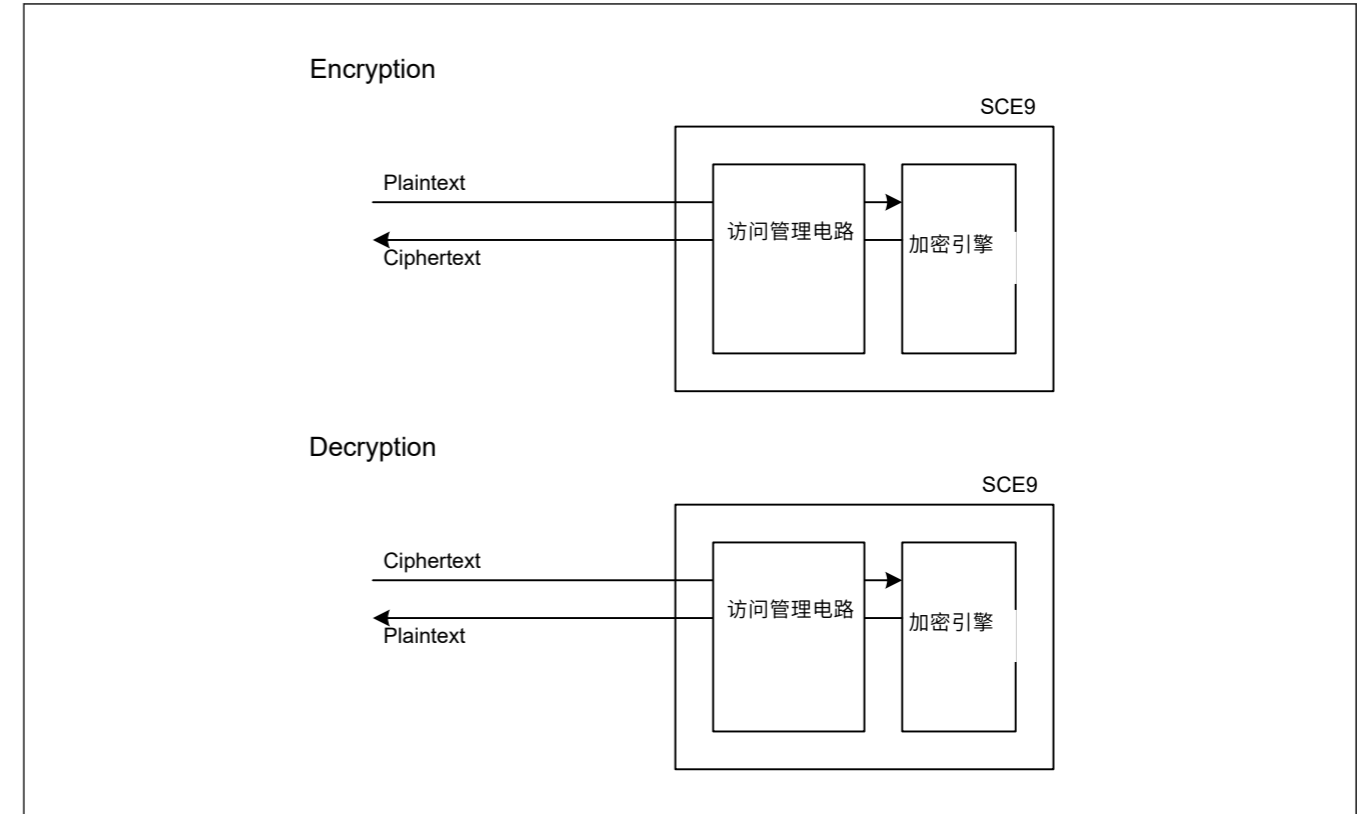 Encryption
SCE9
Plaintext
访问管理电路
加密引擎
Ciphertext
Decryption
SCE9
Ciphertext
访问管理电路
加密引擎
Plaintext